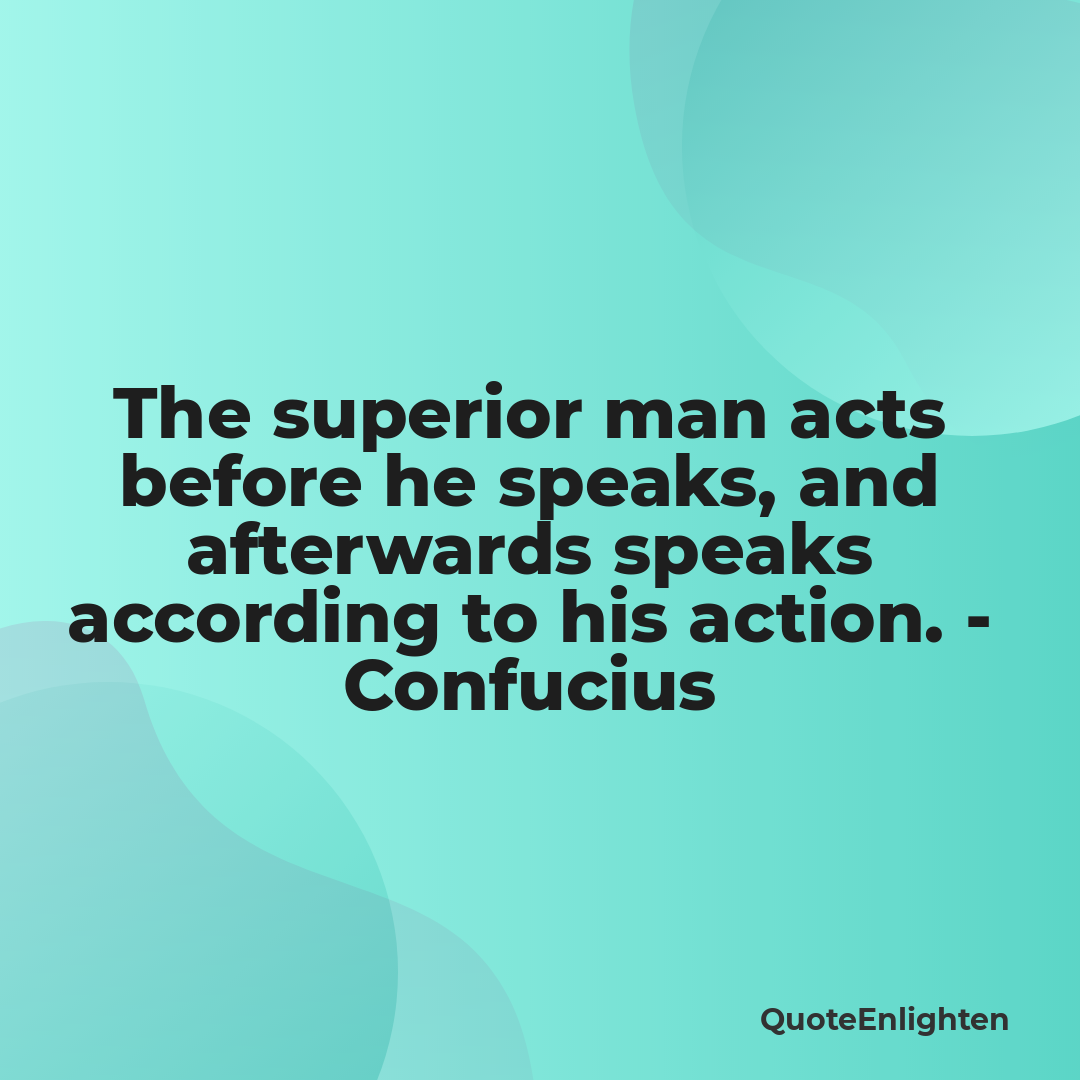 The superior man acts
before he speaks, and
afterwards speaks
according to his action. -
Confucius
QuoteEnlighten